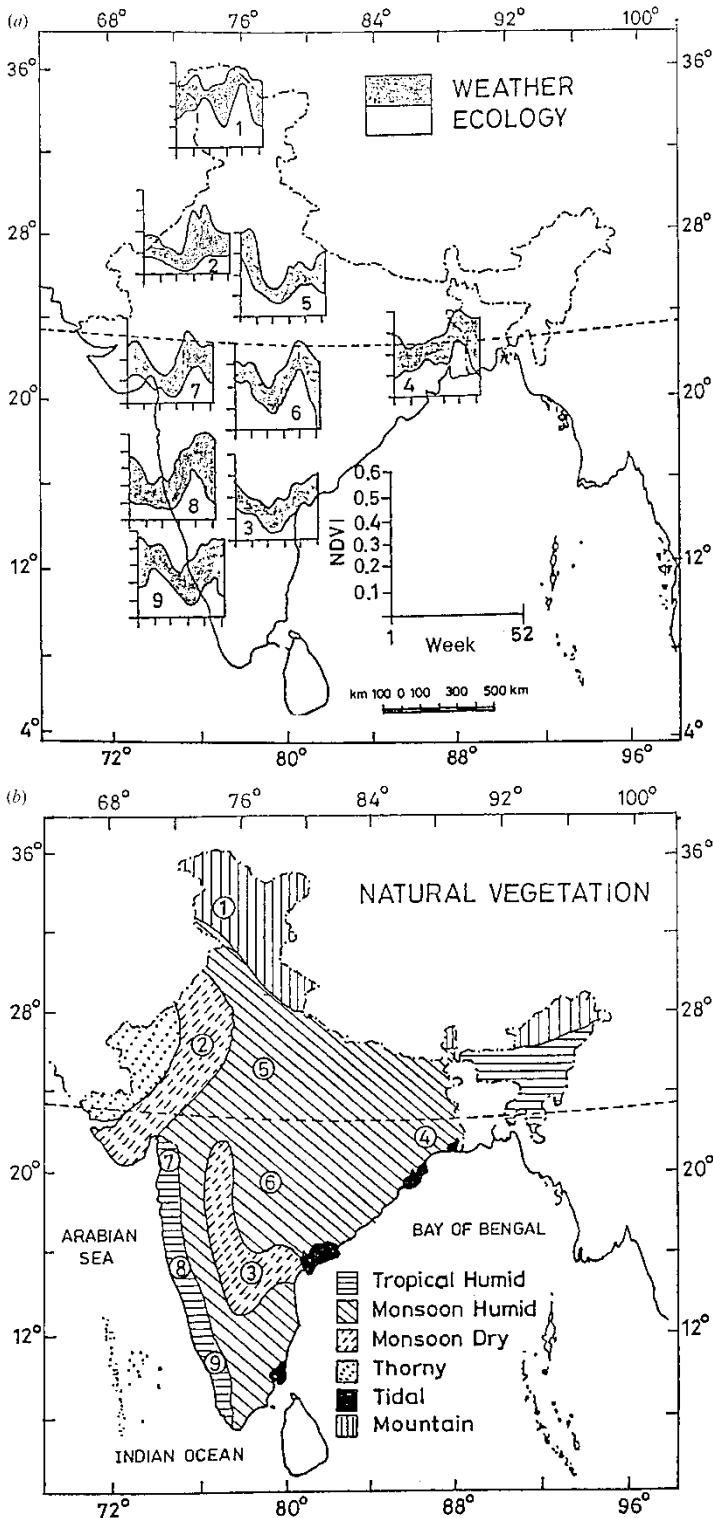 (a) 68° 76° 84° 92° 100°
36° 36°
WEATHER
ECOLOGY
1
28° 28°
2
5
4
7
6
20° 20°
8
3
9
0,6
0,5
0,4
0,3
0,2
0,1
NDVI
12° 12°
1 52
Week
km 100 0 100 300 500 km
4° 4°
72° 80° 88° 96°
(b) 68° 76° 84° 92° 100°
36° 36°
NATURAL VEGETATION
1
28° 28°
2
5
4
20° 20°
7
6
ARABIAN
SEA
BAY OF BENGAL
8
3
Tropical Humid
Monsoon Humid
12° 12°
Monsoon Dry
9
Thorny
Tidal
Mountain
INDIAN OCEAN
72° 80° 88° 96°